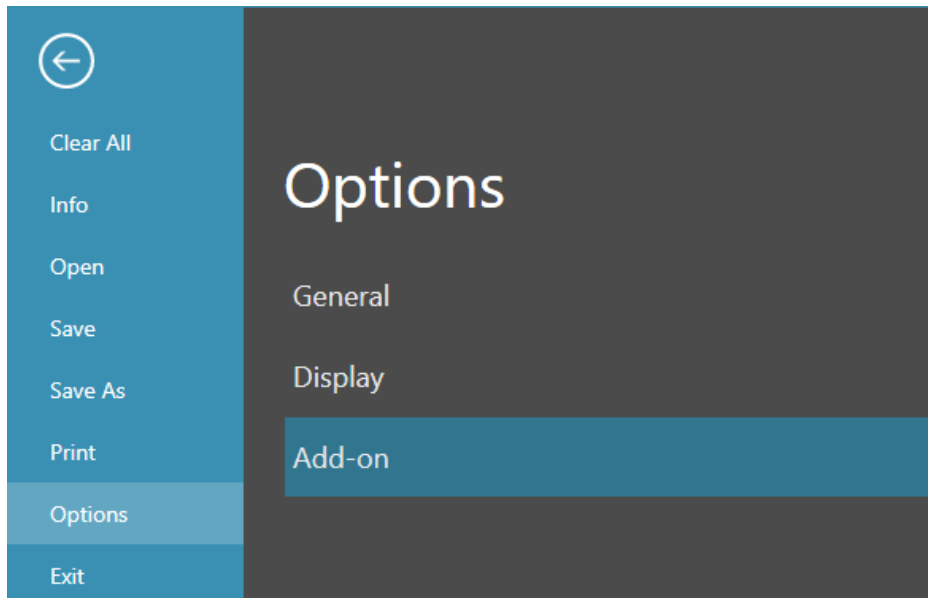 Clear All
Info
Open
Save
Save As
Print
Options
Exit
Options
General
Display
Add-on